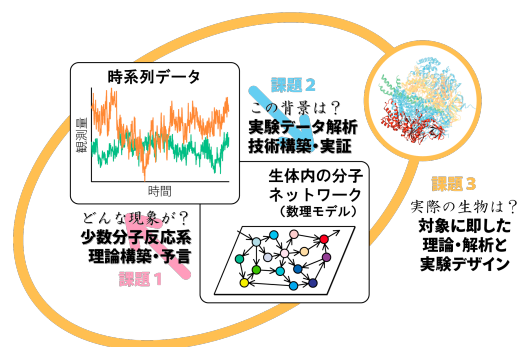 時系列データ
観測量
時間
課題2
この背景は？
実験データ解析
技術構築・実証
生体内の分子
ネットワーク
（数理モデル）
どんな現象が？
少数分子反応系
理論構築・予言
課題1
課題3
実際の生物は？
対象に即した
理論・解析と
実験デザイン